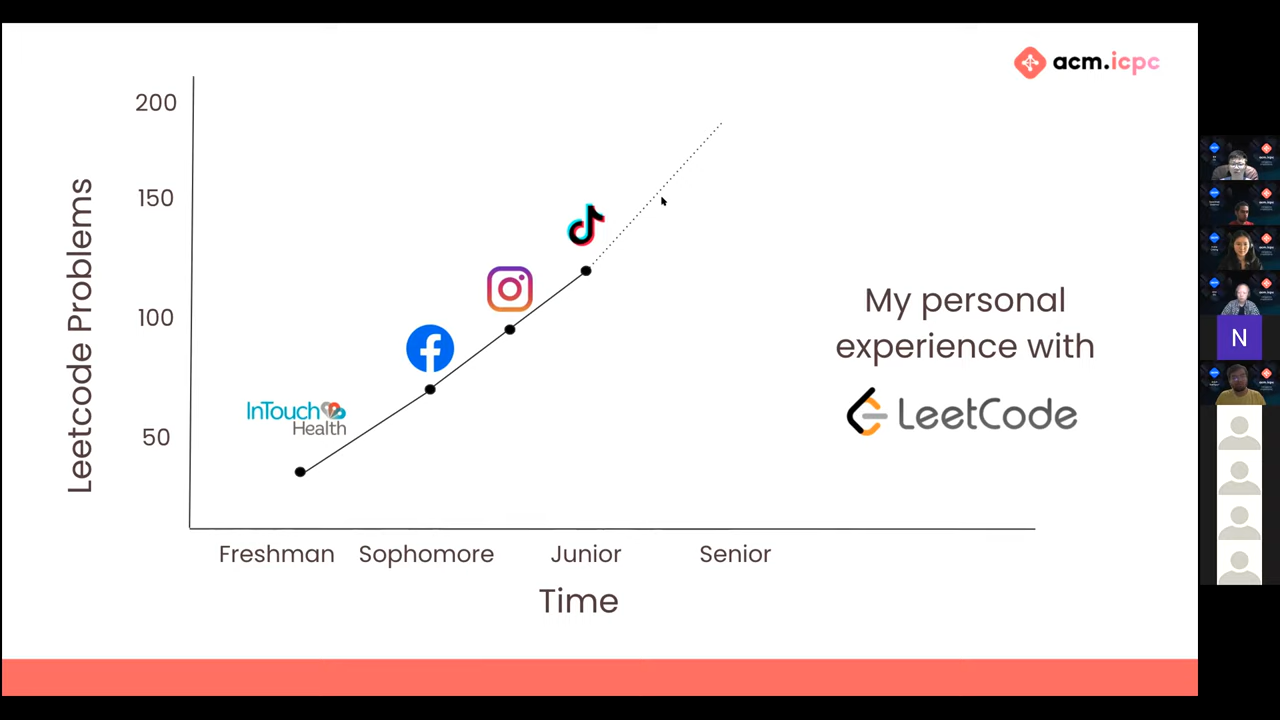 acm.icpc
200
150
100
50
Leetcode Problems
InTouch
Health
My personal
experience with
LeetCode
Freshman Sophomore Junior Senior
Time
N